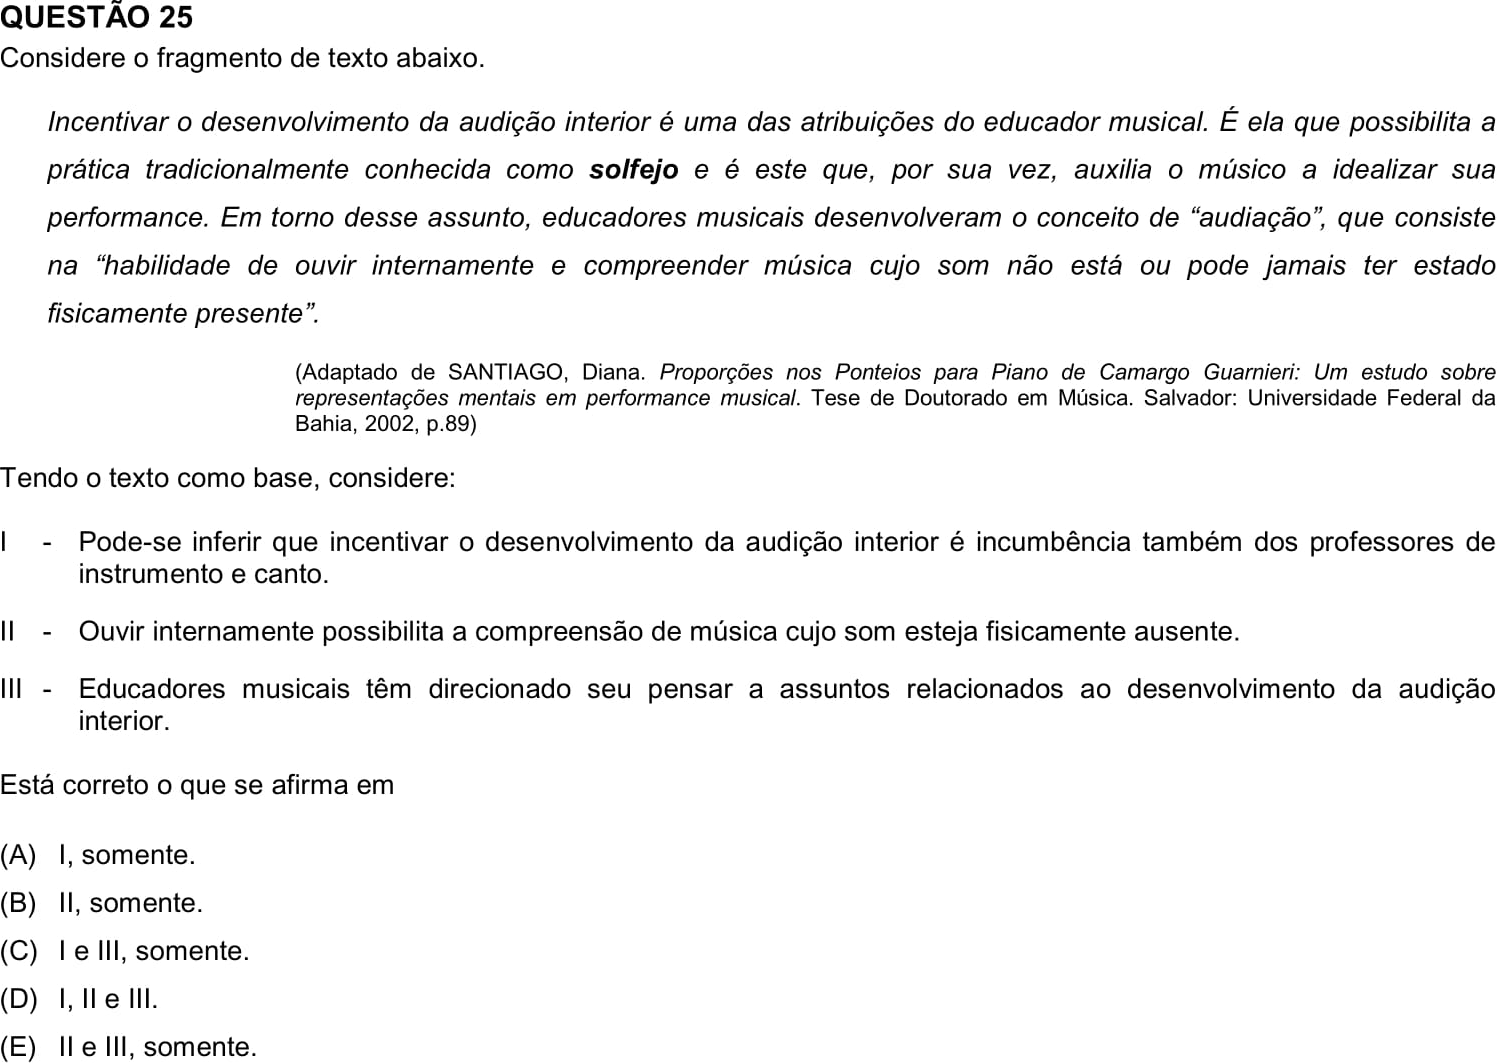 QUESTÃO 25
Considere o fragmento de texto abaixo.
Incentivar o desenvolvimento da audição interior é uma das atribuições do educador musical. É ela que possibilita a
prática tradicionalmente conhecida como solfejo e é este que, por sua vez, auxilia o músico a idealizar sua
performance. Em torno desse assunto, educadores musicais desenvolveram o conceito de “audiação”, que consiste
na “habilidade de ouvir internamente e compreender música cujo som não está ou pode jamais ter estado
fisicamente presente”.
(Adaptado de SANTIAGO, Diana. Proporções nos Ponteios para Piano de Camargo Guarnieri: Um estudo sobre
representações mentais em performance musical. Tese de Doutorado em Música. Salvador: Universidade Federal da
Bahia, 2002, p.89)
Tendo o texto como base, considere:
I - Pode-se inferir que incentivar o desenvolvimento da audição interior é incumbência também dos professores de
instrumento e canto.
II - Ouvir internamente possibilita a compreensão de música cujo som esteja fisicamente ausente.
III - Educadores musicais têm direcionado seu pensar a assuntos relacionados ao desenvolvimento da audição
interior.
Está correto o que se afirma em
(A) I, somente.
(B) II, somente.
(C) I e III, somente.
(D) I, II e III.
(E) II e III, somente.